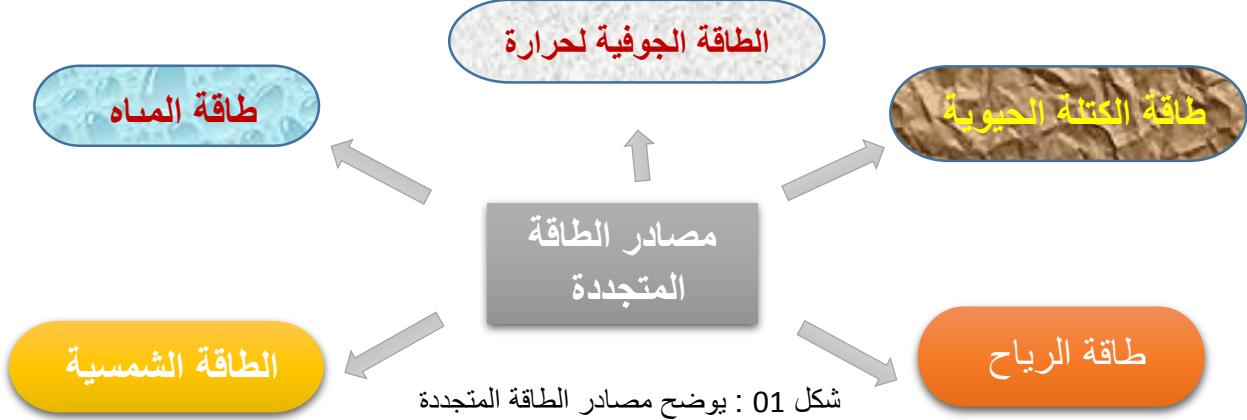 الطاقة الجوفية لحرارة
طاقة الكتلة الحيوية
طاقة المياه
مصادر الطاقة
المتجددة
طاقة الرياح
الطاقة الشمسية
شكل 01 : يوضح مصادر الطاقة المتجددة